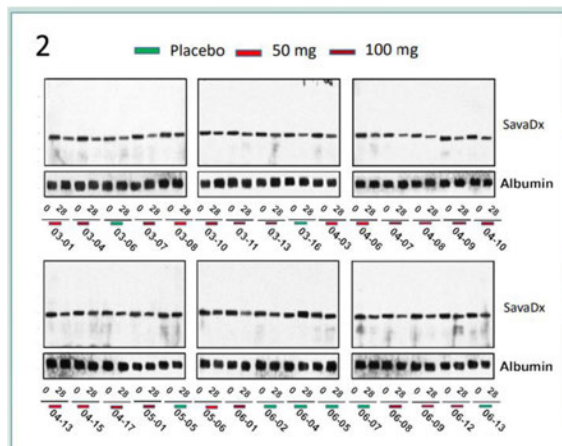 2
Placebo 50 mg 100 mg
SavaDx
Albumin
0 28 0 28 0 28 0 28 0 28 0 28 0 28 0 28 0 28 0 28 0 28 0 28 0 28 0 28 0 28
03-01 03-04 03-06 03-07 03-08 03-10 03-11 03-13 03-16 04-03 04-06 04-07 04-08 04-09 04-10
SavaDx
Albumin
0 28 0 28 0 28 0 28 0 28 0 28 0 28 0 28 0 28 0 28 0 28 0 28 0 28 0 28 0 28
04-13 04-15 04-17 05-01 05-05 05-06 06-01 06-02 06-04 06-05 06-07 06-08 06-09 06-12 06-13